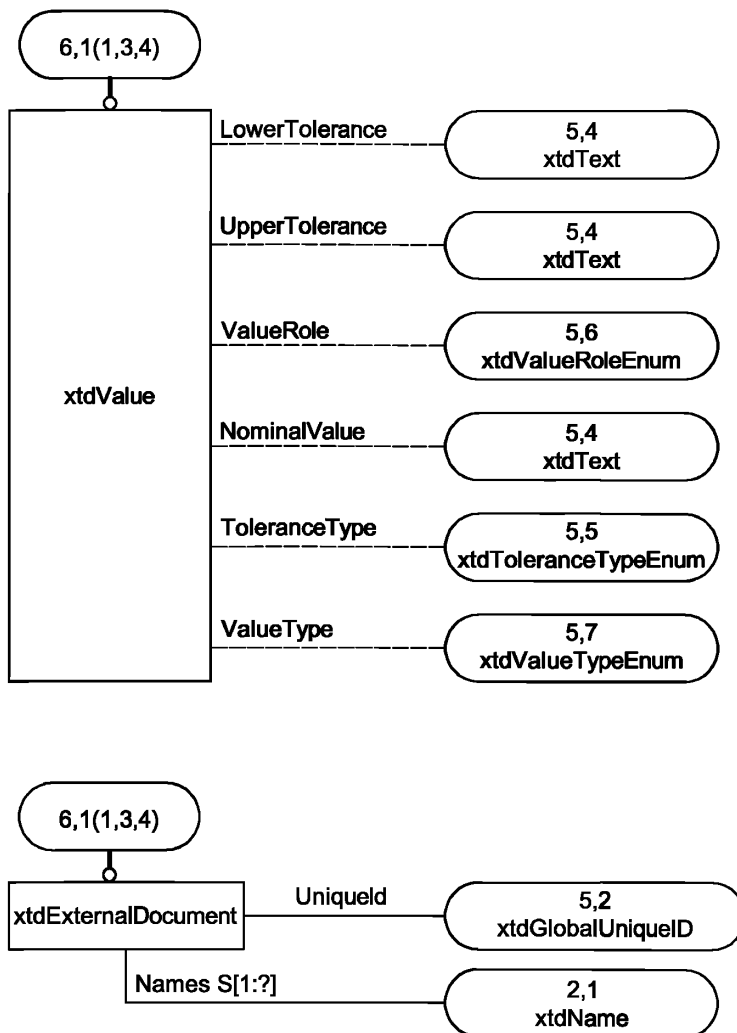 6,1(1,3,4)
LowerTolerance
5,4
xtdText
UpperTolerance
5,4
xtdText
ValueRole
5,6
xtdValueRoleEnum
xtdValue
NominalValue
5,4
xtdText
ToleranceType
5,5
xtdToleranceTypeEnum
ValueType
5,7
xtdValueTypeEnum
6,1(1,3,4)
xtdExternalDocument
UniqueId
5,2
xtdGlobalUniqueID
Names S[1:?]
2,1
xtdName